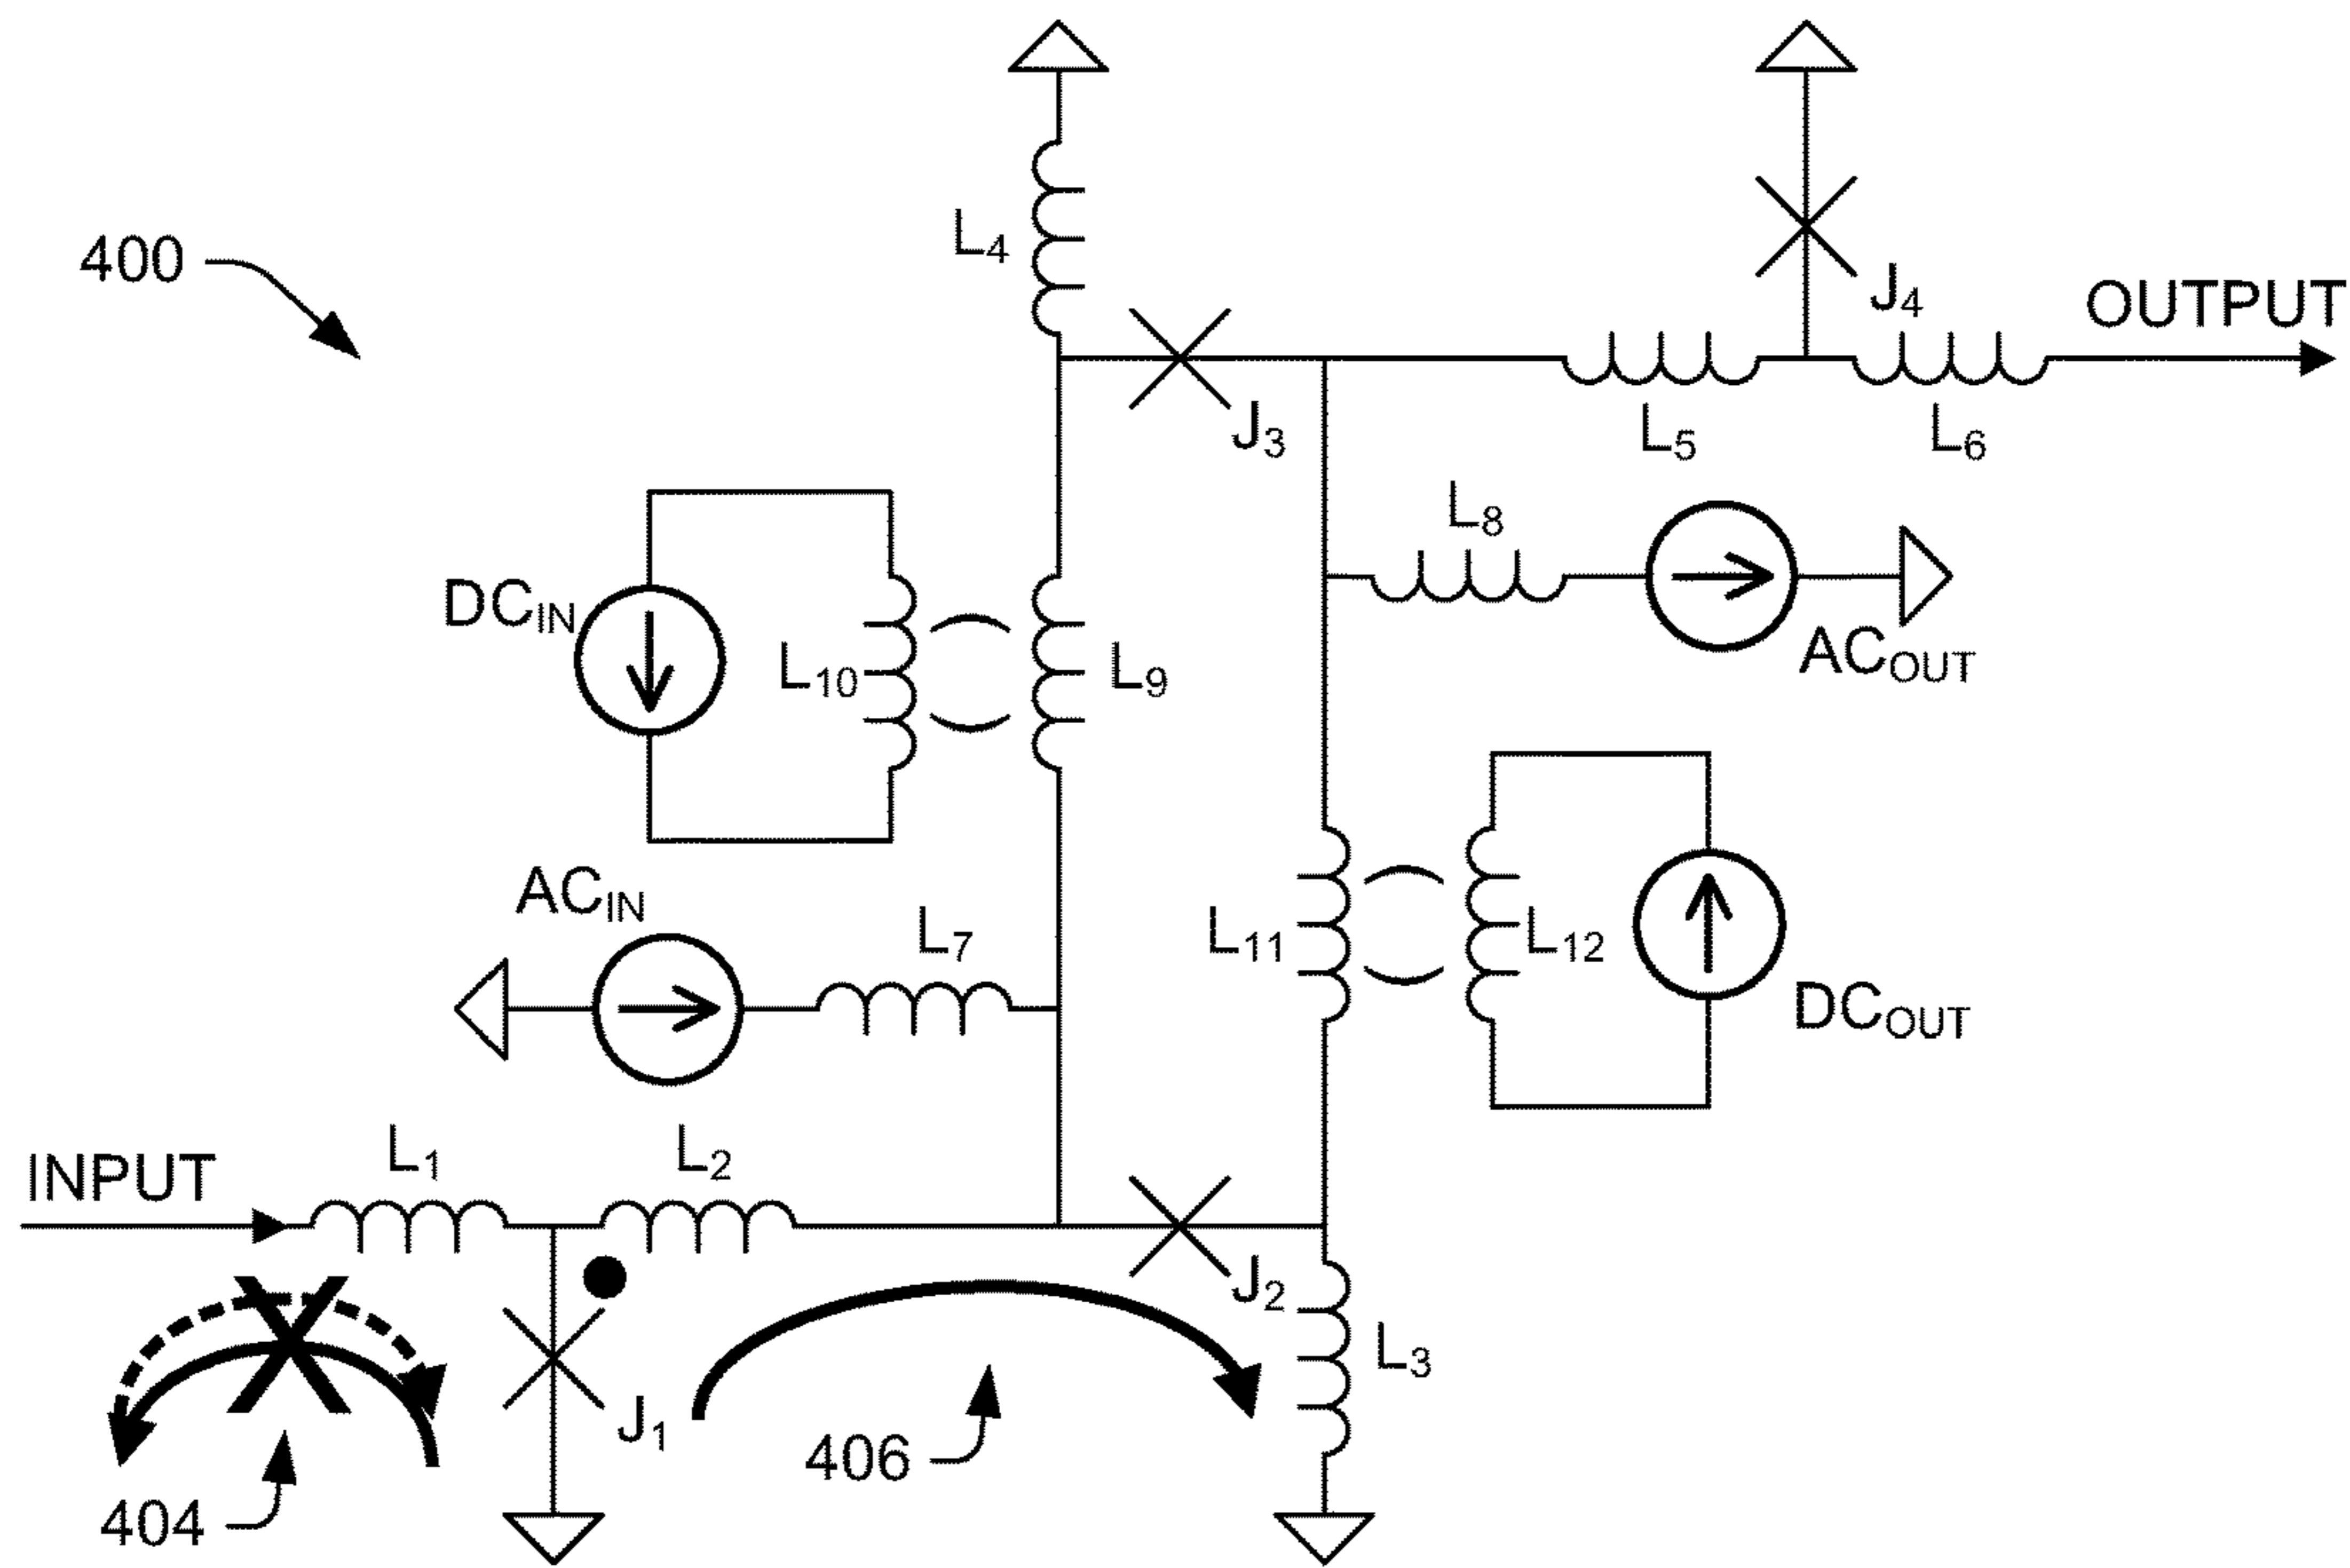 400
L4
J3
J4
OUTPUT
L5
L6
L8
DCIN
L10
L9
ACOUT
ACIN
L7
L11
L12
DCOUT
INPUT
L1
L2
J2
J1
L3
406
404